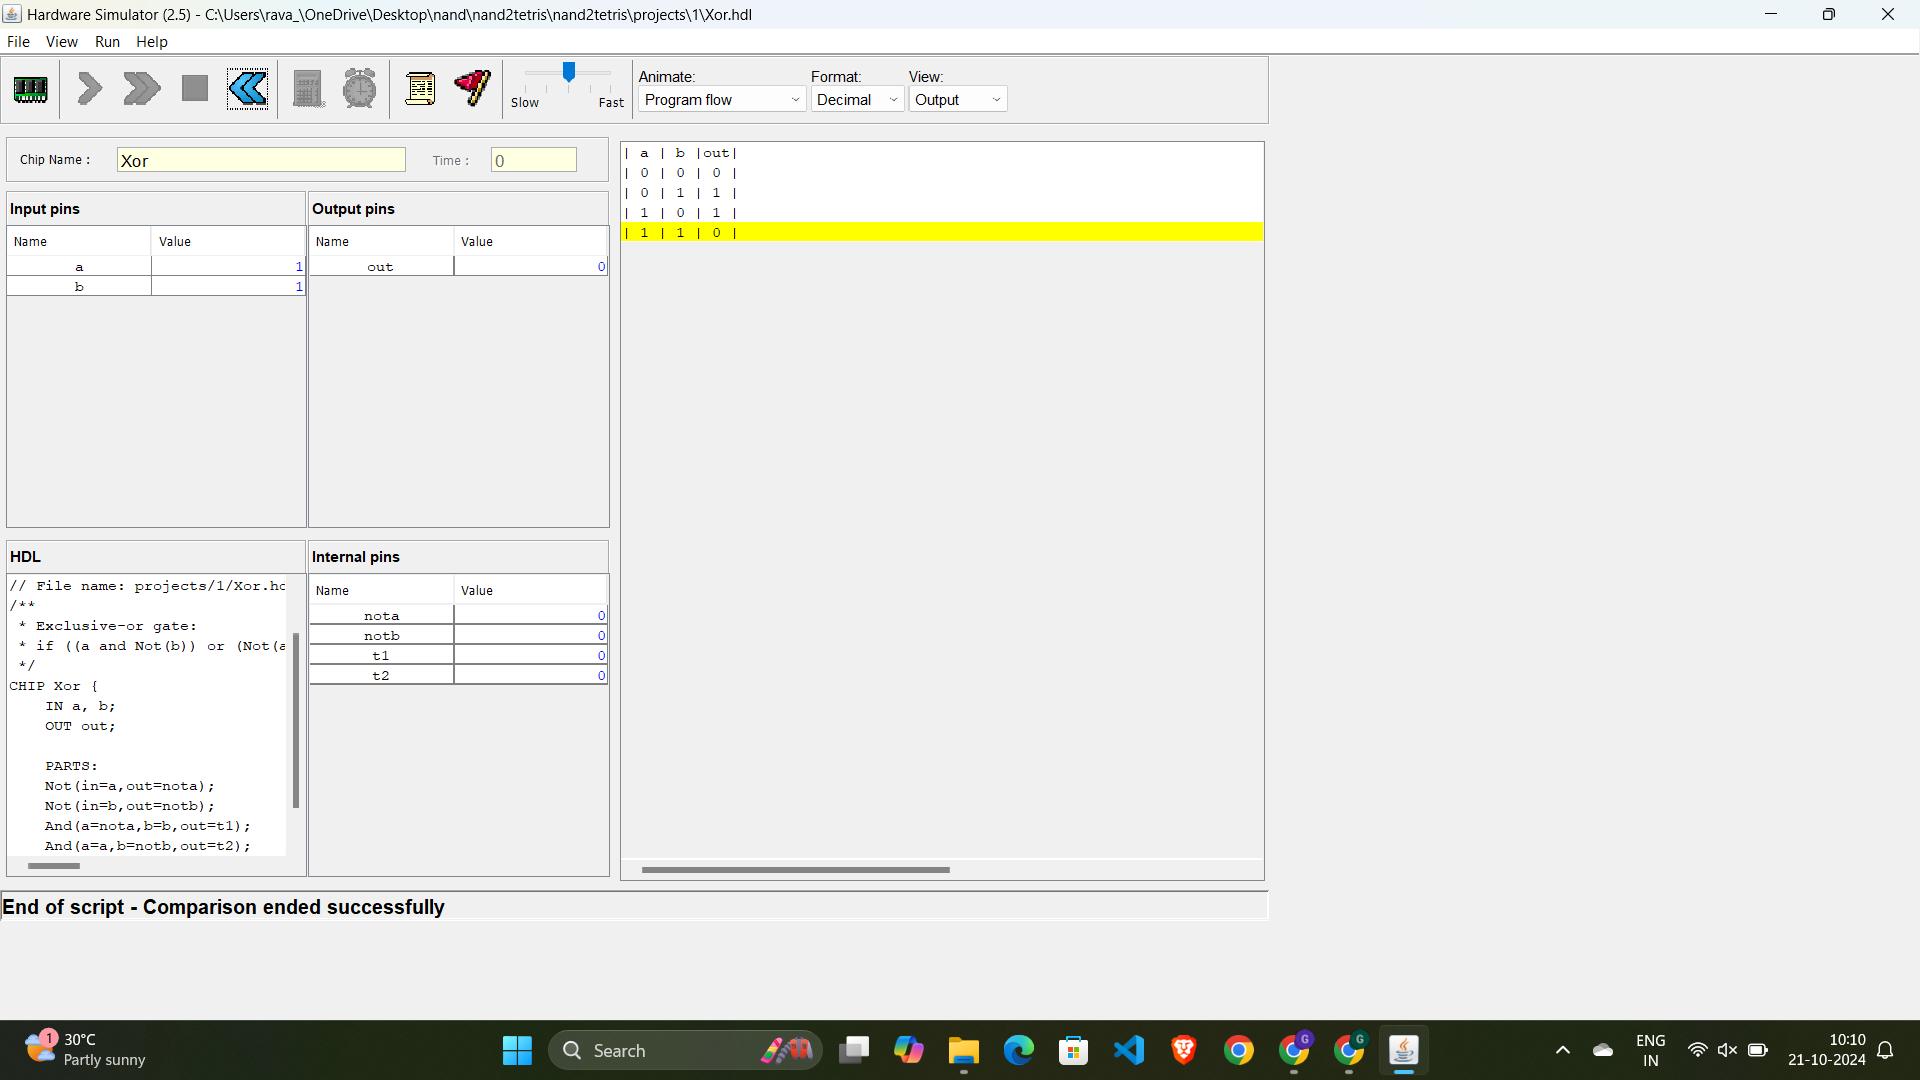 Hardware Simulator (2.5) - C:\Users\rava_\OneDrive\Desktop\nand\nand2tetris\nand2tetris\projects\1\Xor.hdl
File View Run Help
Slow Fast
Animate: Format: View:
Program flow Decimal Output
Chip Name : Xor Time : 0
Input pins
Name Value
a 1
b 1
Output pins
Name Value
out 0
| a | b |out|
| 0 | 0 | 0 |
| 0 | 1 | 1 |
| 1 | 0 | 1 |
| 1 | 1 | 0 |
HDL
// File name: projects/1/Xor.hd
/**
* Exclusive-or gate:
* if ((a and Not(b)) or (Not(a
*/
CHIP Xor {
IN a, b;
OUT out;
PARTS:
Not(in=a,out=nota);
Not(in=b,out=notb);
And(a=nota,b=b,out=t1);
And(a=a,b=notb,out=t2);
Internal pins
Name Value
nota 0
notb 0
t1 0
t2 0
End of script - Comparison ended successfully
1
30°C
Partly sunny
Search
G
G
ENG
IN
10:10
21-10-2024